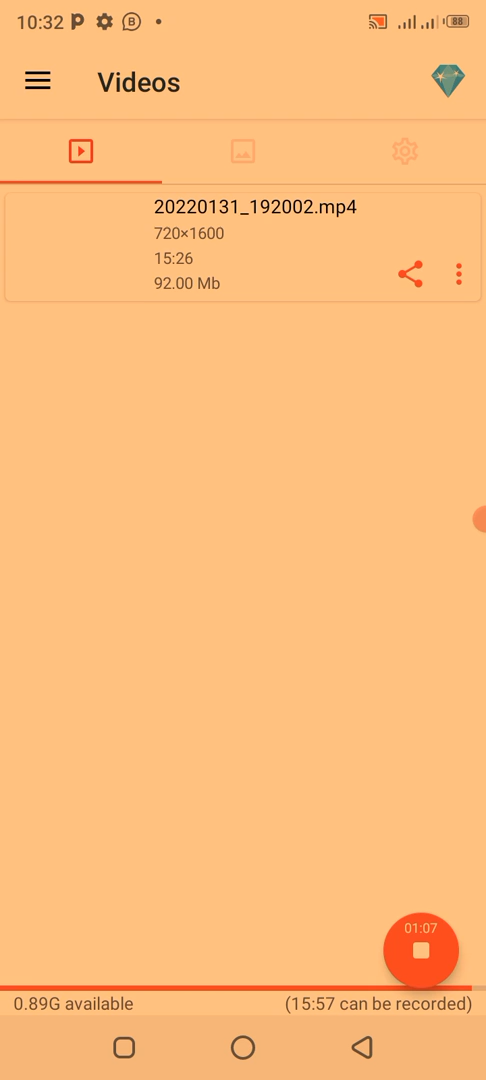 10:32
88
Videos
20220131_192002.mp4
720×1600
15:26
92.00 Mb
01:07
0.89G available
(15:57 can be recorded)